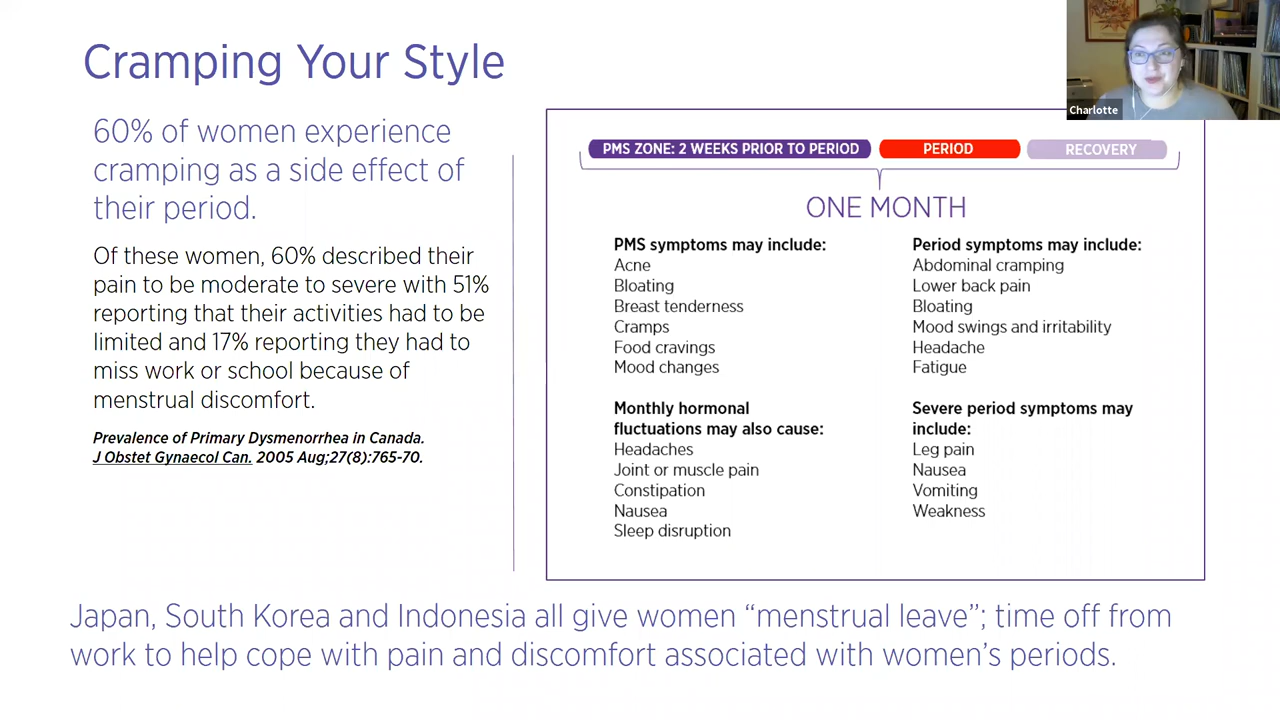 Cramping Your Style
Charlotte
60% of women experience
cramping as a side effect of
their period.
Of these women, 60% described their
pain to be moderate to severe with 51%
reporting that their activities had to be
limited and 17% reporting they had to
miss work or school because of
menstrual discomfort.
Prevalence of Primary Dysmenorrhea in Canada.
J Obstet Gynaecol Can. 2005 Aug;27(8):765-70.
PMS ZONE: 2 WEEKS PRIOR TO PERIOD
PERIOD
RECOVERY
ONE MONTH
PMS symptoms may include:
Acne
Bloating
Breast tenderness
Cramps
Food cravings
Mood changes
Monthly hormonal
fluctuations may also cause:
Headaches
Joint or muscle pain
Constipation
Nausea
Sleep disruption
Period symptoms may include:
Abdominal cramping
Lower back pain
Bloating
Mood swings and irritability
Headache
Fatigue
Severe period symptoms may
include:
Leg pain
Nausea
Vomiting
Weakness
Japan, South Korea and Indonesia all give women “menstrual leave”; time off from
work to help cope with pain and discomfort associated with women’s periods.